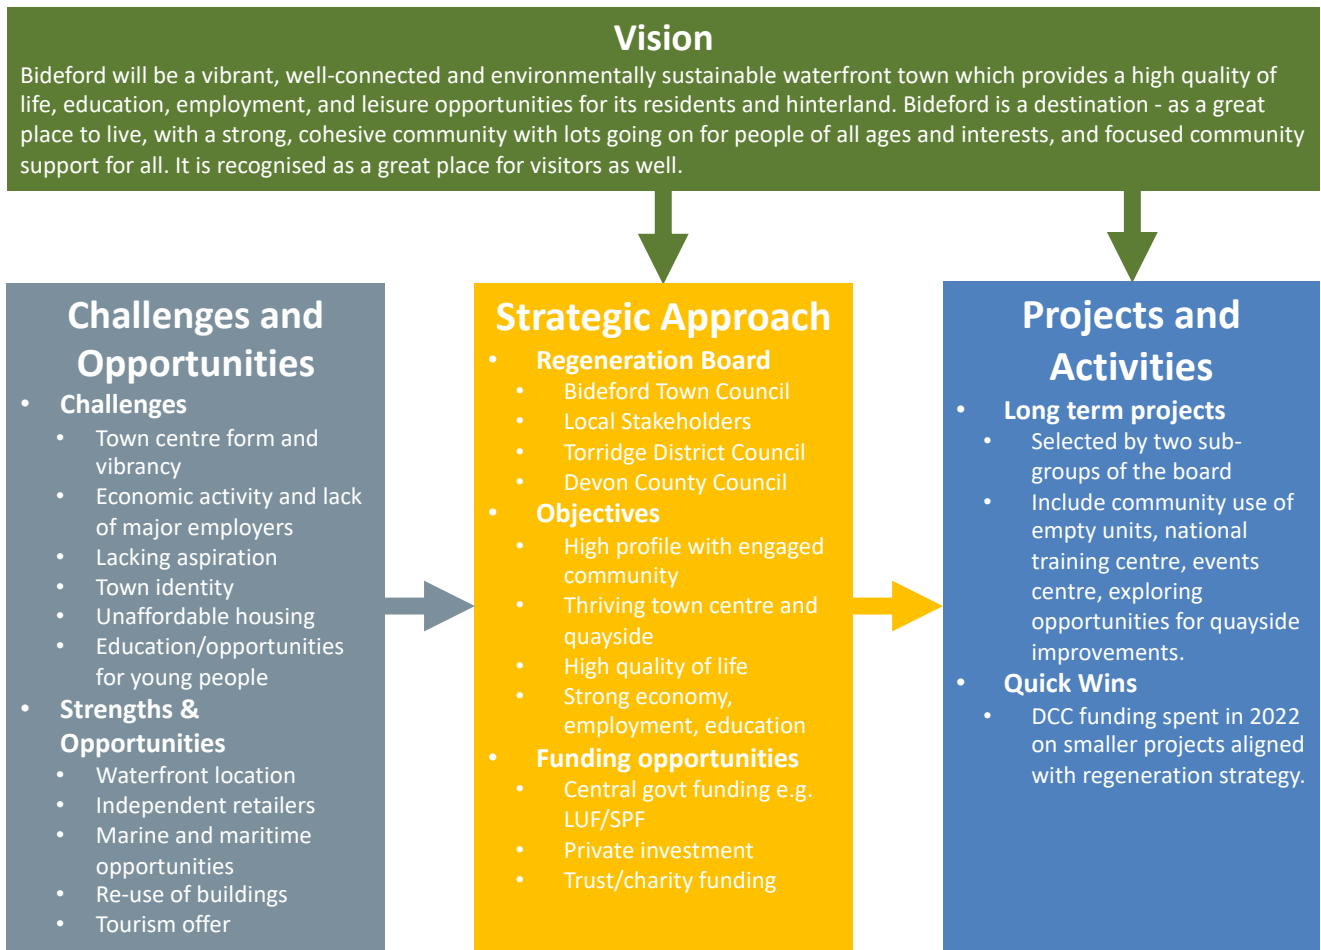 Vision
Bideford will be a vibrant, well-connected and environmentally sustainable waterfront town which provides a high quality of
life, education, employment, and leisure opportunities for its residents and hinterland. Bideford is a destination - as a great
place to live, with a strong, cohesive community with lots going on for people of all ages and interests, and focused community
support for all. It is recognised as a great place for visitors as well.
Challenges and
Opportunities
• Challenges
• Town centre form and
vibrancy
• Economic activity and lack
of major employers
• Lacking aspiration
• Town identity
• Unaffordable housing
• Education/opportunities
for young people
• Strengths &
Opportunities
• Waterfront location
• Independent retailers
• Marine and maritime
opportunities
• Re-use of buildings
• Tourism offer
Strategic Approach
• Regeneration Board
• Bideford Town Council
• Local Stakeholders
• Torridge District Council
• Devon County Council
• Objectives
• High profile with engaged
community
• Thriving town centre and
quayside
• High quality of life
• Strong economy,
employment, education
• Funding opportunities
• Central govt funding e.g.
LUF/SPF
• Private investment
• Trust/charity funding
Projects and
Activities
• Long term projects
• Selected by two sub-
groups of the board
• Include community use of
empty units, national
training centre, events
centre, exploring
opportunities for quayside
improvements.
• Quick Wins
• DCC funding spent in 2022
on smaller projects aligned
with regeneration strategy.